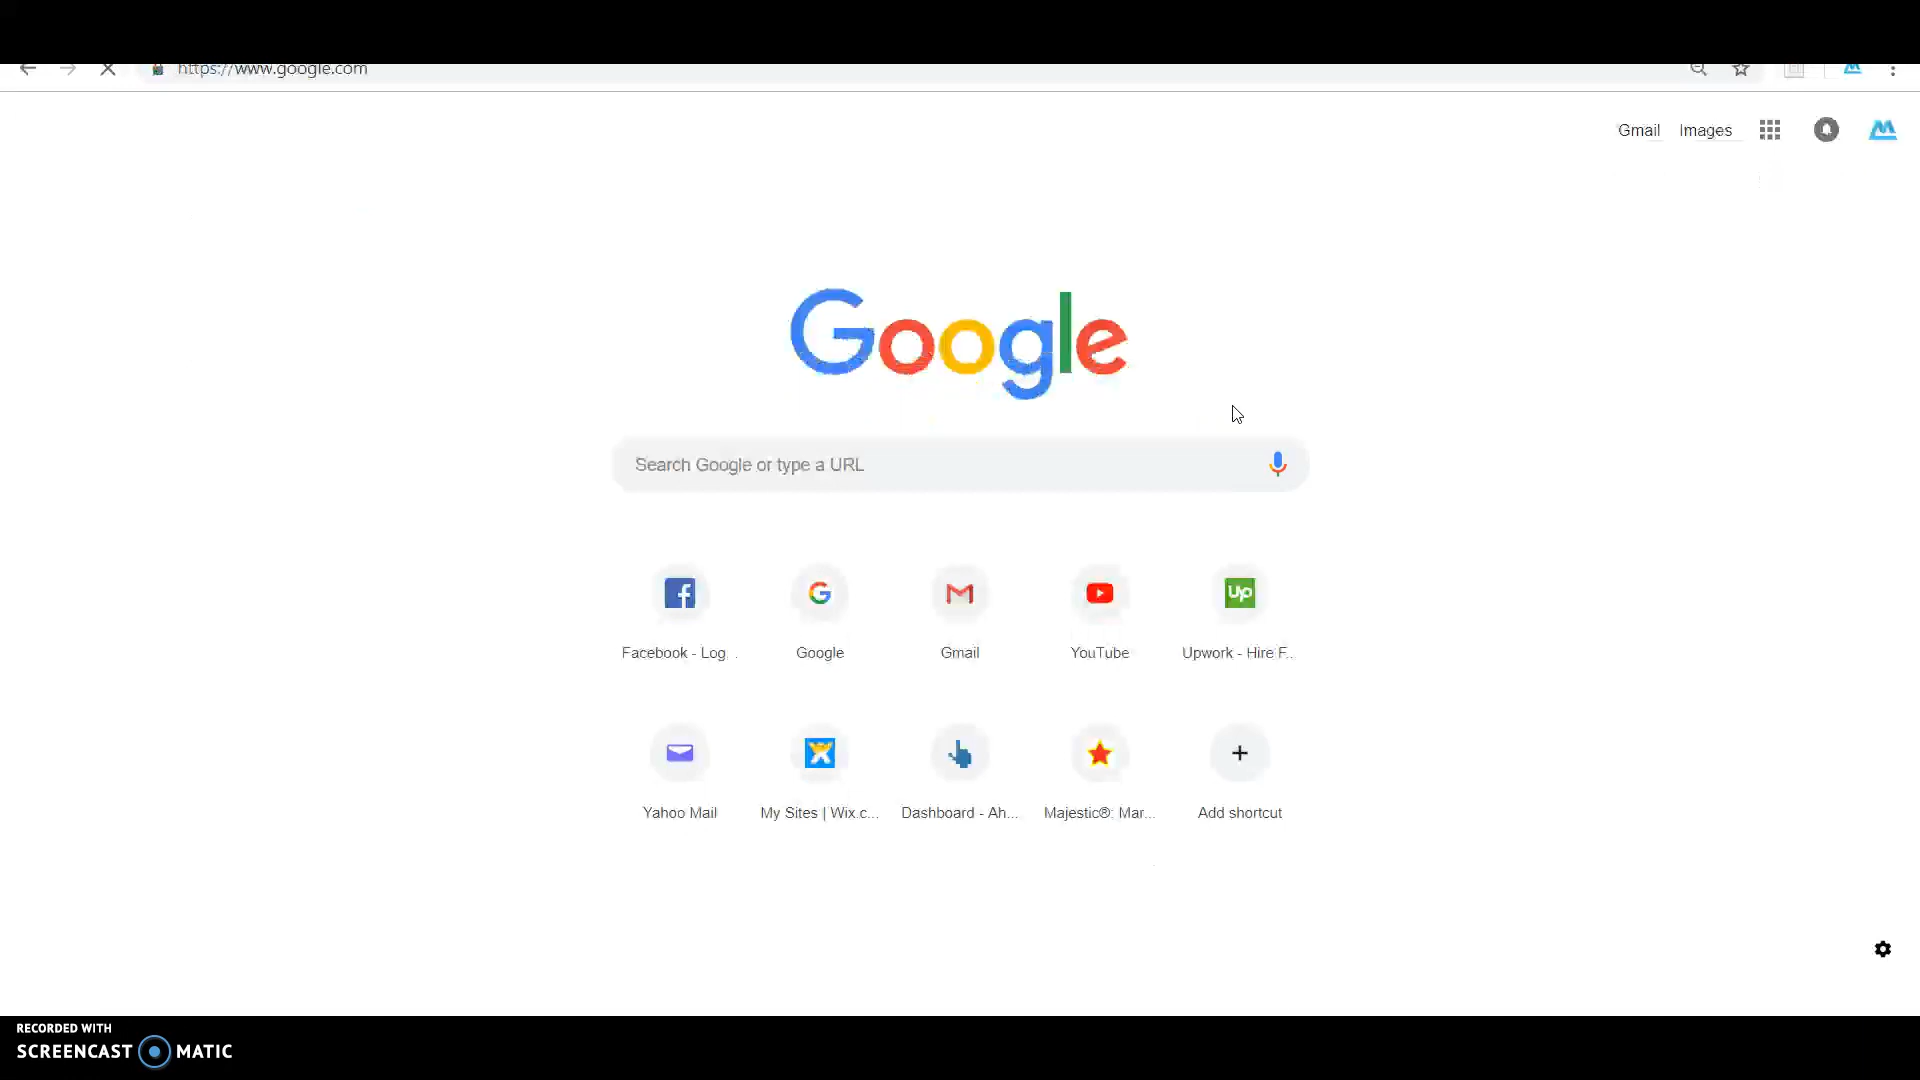 https://www.google.com
Gmail Images
Google
Search Google or type a URL
Facebook - Log...
Google
Gmail
YouTube
Up
Upwork - Hire F...
Yahoo Mail
My Sites | Wix.c...
Dashboard - Ah...
Majestic®: Mar...
Add shortcut
RECORDED WITH
SCREENCAST MATIC